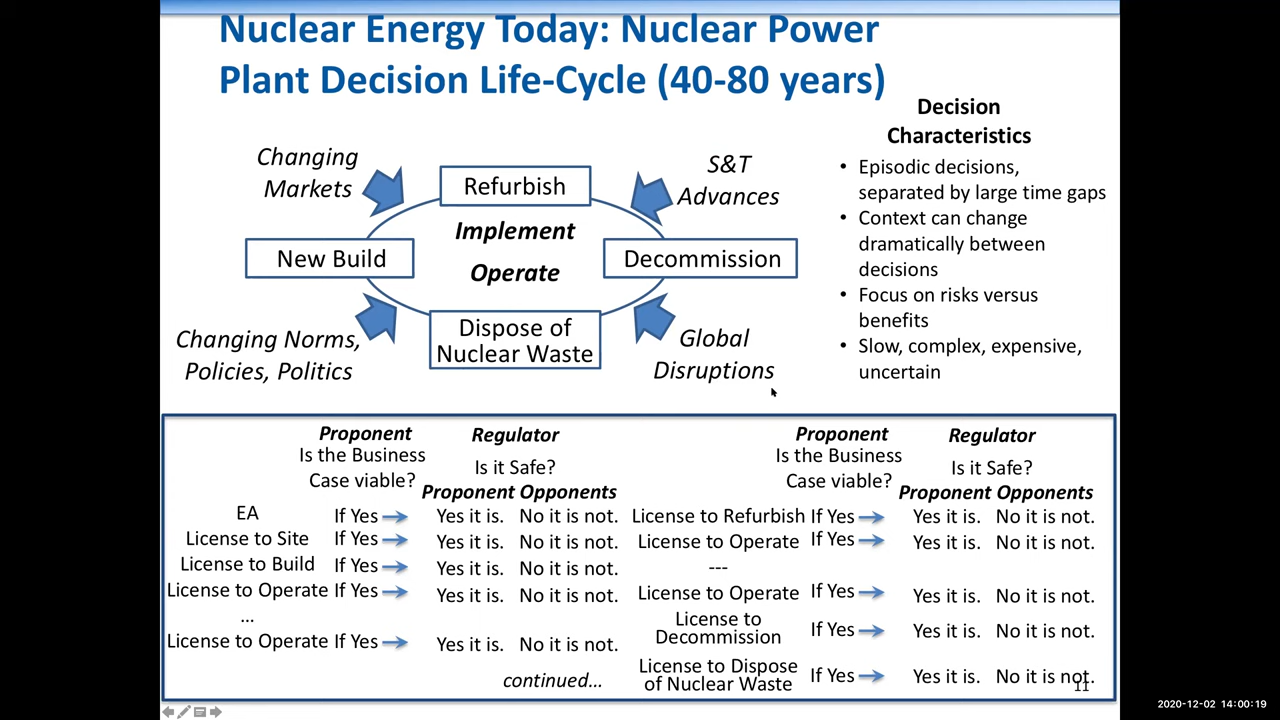 Nuclear Energy Today: Nuclear Power
Plant Decision Life-Cycle (40-80 years)
Changing
Markets
S&T
Advances
Refurbish
Implement
Operate
New Build
Decommission
Dispose of
Nuclear Waste
Changing Norms,
Policies, Politics
Global
Disruptions
Decision
Characteristics
• Episodic decisions,
separated by large time gaps
• Context can change
dramatically between
decisions
• Focus on risks versus
benefits
• Slow, complex, expensive,
uncertain
Proponent Regulator
Is the Business
Case viable? Is it Safe?
Proponent Opponents
EA If Yes Yes it is. No it is not.
License to Site If Yes Yes it is. No it is not.
License to Build If Yes Yes it is. No it is not.
License to Operate If Yes Yes it is. No it is not.
...
License to Operate If Yes Yes it is. No it is not.
continued...
Proponent Regulator
Is the Business
Case viable? Is it Safe?
Proponent Opponents
License to Refurbish If Yes Yes it is. No it is not.
License to Operate If Yes Yes it is. No it is not.
---
License to Operate If Yes Yes it is. No it is not.
License to
Decommission If Yes Yes it is. No it is not.
License to Dispose
of Nuclear Waste If Yes Yes it is. No it is not.
11
2020-12-02 14:00:19